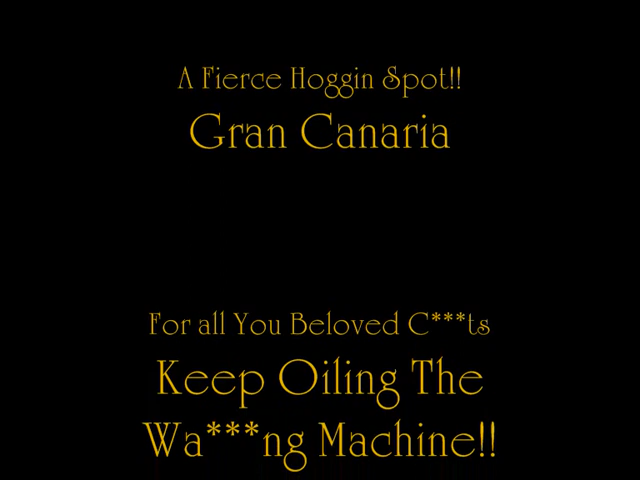 A Fierce Hoggin Spot!!
Gran Canaria
For all You Beloved C***ts
Keep Oiling The
Wa***ng Machine!!